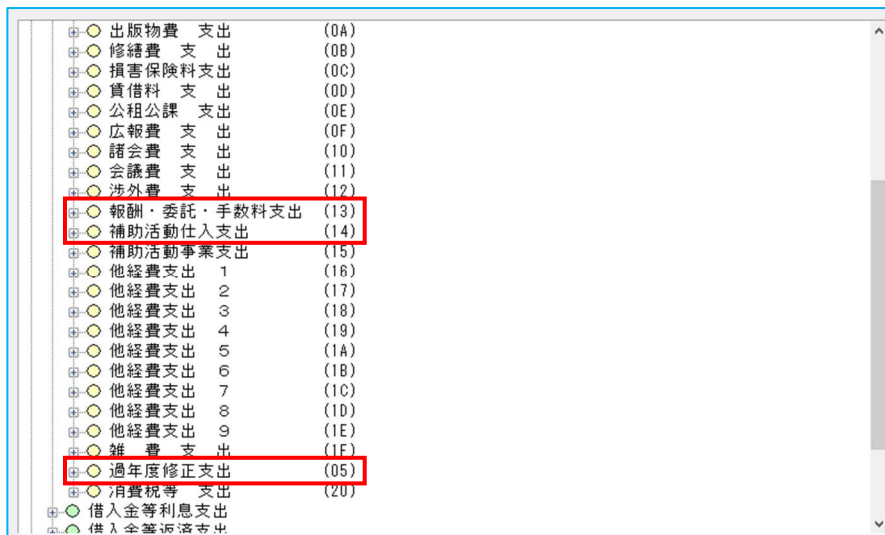 出版物費　支出 (0A)
修繕費　支　出 (0B)
損害保険料支出 (0C)
賃借料　支　出 (0D)
公租公課　支出 (0E)
広報費　支　出 (0F)
諸会費　支　出 (10)
会議費　支　出 (11)
渉外費　支　出 (12)
報酬・委託・手数料支出 (13)
補助活動仕入支出 (14)
補助活動事業支出 (15)
他経費支出　１ (16)
他経費支出　２ (17)
他経費支出　３ (18)
他経費支出　４ (19)
他経費支出　５ (1A)
他経費支出　６ (1B)
他経費支出　７ (1C)
他経費支出　８ (1D)
他経費支出　９ (1E)
雑　費　支　出 (1F)
過年度修正支出 (05)
消費税等　支出 (20)
借入金等利息支出
借入金等返済支出